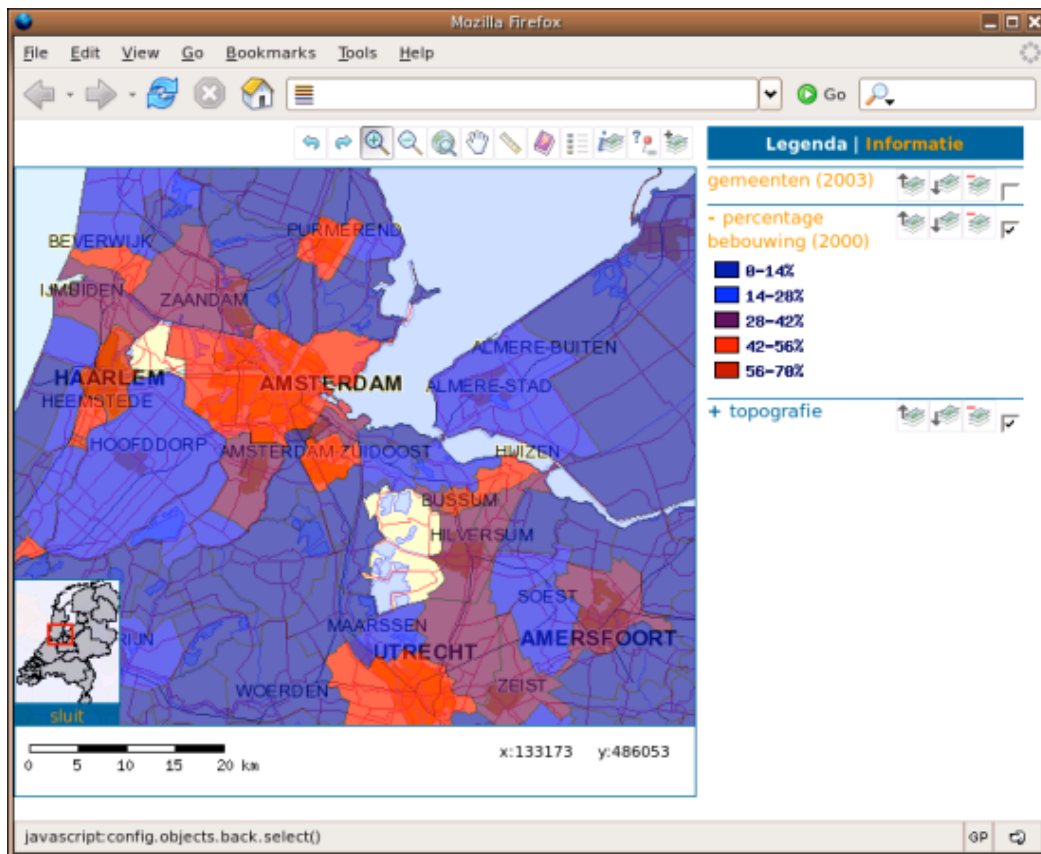 Mozilla Firefox
File Edit View Go Bookmarks Tools Help
Go
Legenda | Informatie
gemeenten (2003)
- percentage
bebouwing (2000)
0-14%
14-28%
28-42%
42-56%
56-70%
+ topografie
PURMEREND
BEVERWIJK
IJMUIDEN
ZAANDAM
ALMERE-BUITEN
HAARLEM
AMSTERDAM
ALMERE-STAD
HEEMSTEDE
HOOFDDORP
AMSTERDAM-ZUIDOOST
HUIZEN
BUSSUM
HILVERSUM
SOEST
MAARSSEN
RIJN
UTRECHT
AMERSFOORT
WOERDEN
ZEIST
sluit
0 5 10 15 20 km
x:133173 y:486053
javascript:config.objects.back.select()
GP